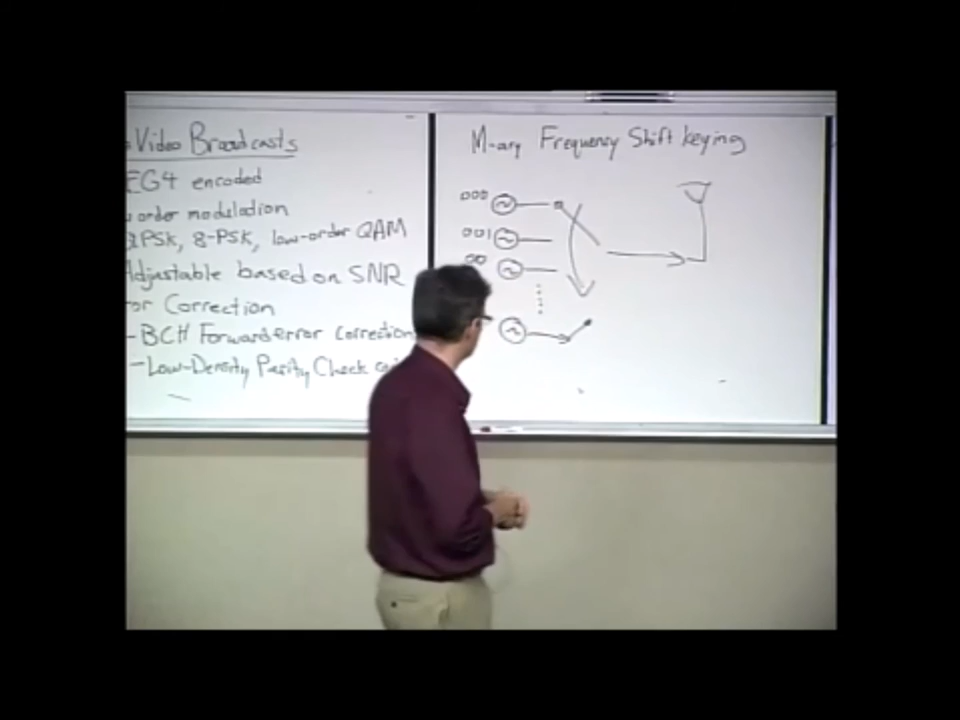 Video Broadcasts
EG4 encoded
order modulation
PSK, 8-PSK, low-order QAM
Adjustable based on SNR
or Correction
- BCH Forward error Correction
- Low-Density Parity Check
M-ary Frequency Shift keying
000
001
00